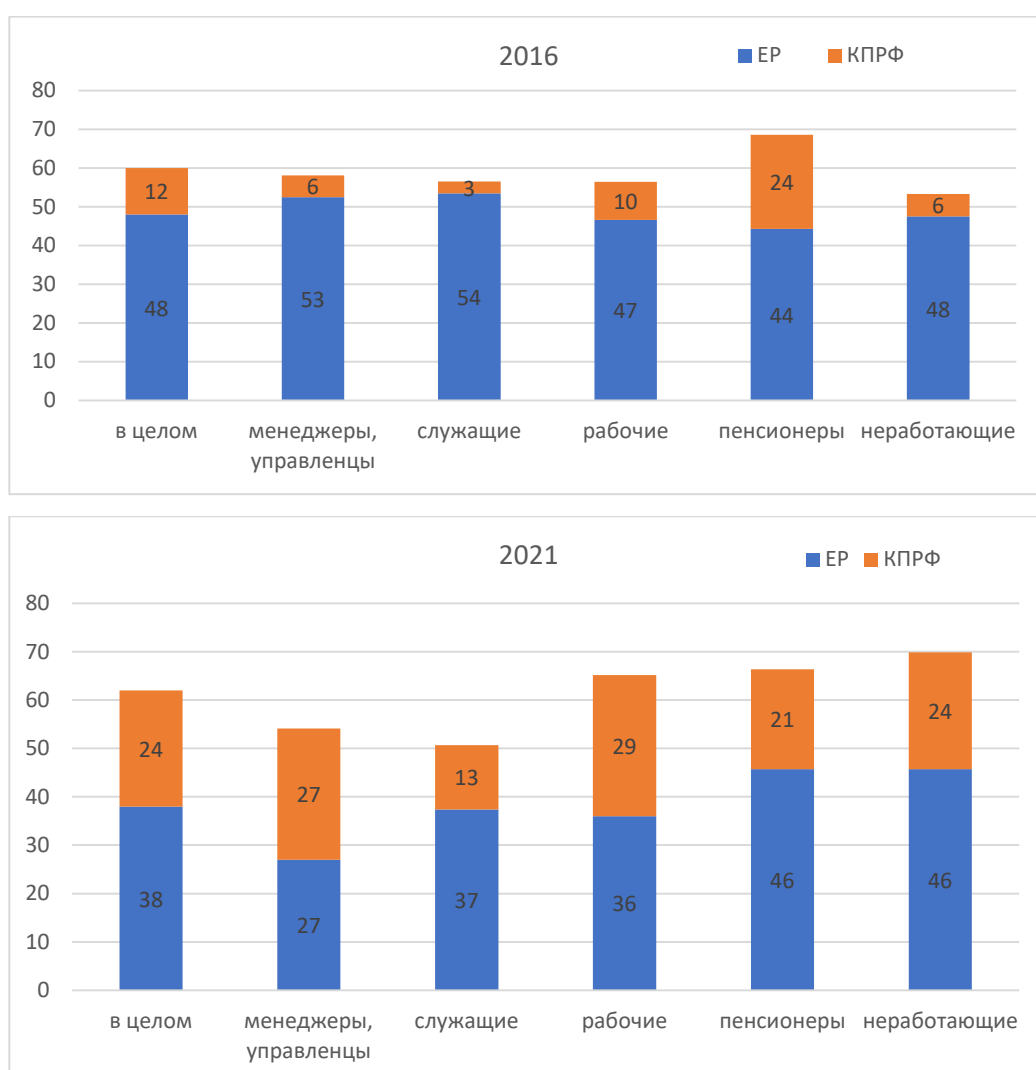 2016
ЕР КПРФ
80
70
60
50
40
30
20
10
0
12 6 3 10 24 6
48 53 54 47 44 48
в целом менеджеры, служащие рабочие пенсионеры неработающие
управленцы
2021
ЕР КПРФ
80
70
60
50
40
30
20
10
0
24 27 13 29 21 24
38 27 37 36 46 46
в целом менеджеры, служащие рабочие пенсионеры неработающие
управленцы